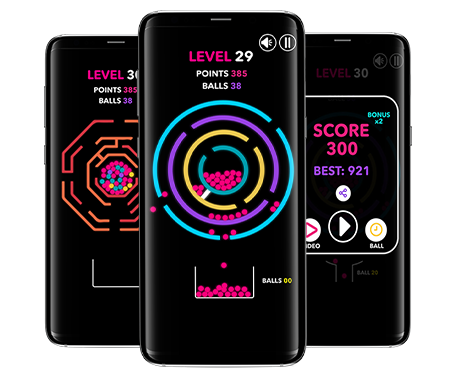 LEVEL 30
POINTS 385
BALLS 38
LEVEL 29
POINTS 385
BALLS 38
BALLS 00
LEVEL 30
BONUS
x2
SCORE
300
BEST: 921
IDEO
BALL
BALL 20